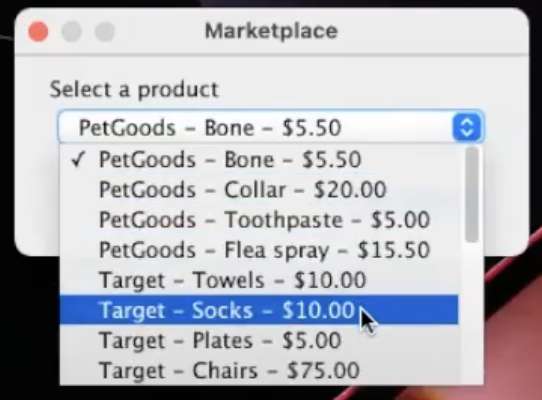 Marketplace
Select a product
PetGoods – Bone – $5.50
✓ PetGoods – Bone – $5.50
PetGoods – Collar – $20.00
PetGoods – Toothpaste – $5.00
PetGoods – Flea spray – $15.50
Target – Towels – $10.00
Target – Socks – $10.00
Target – Plates – $5.00
Target – Chairs – $75.00